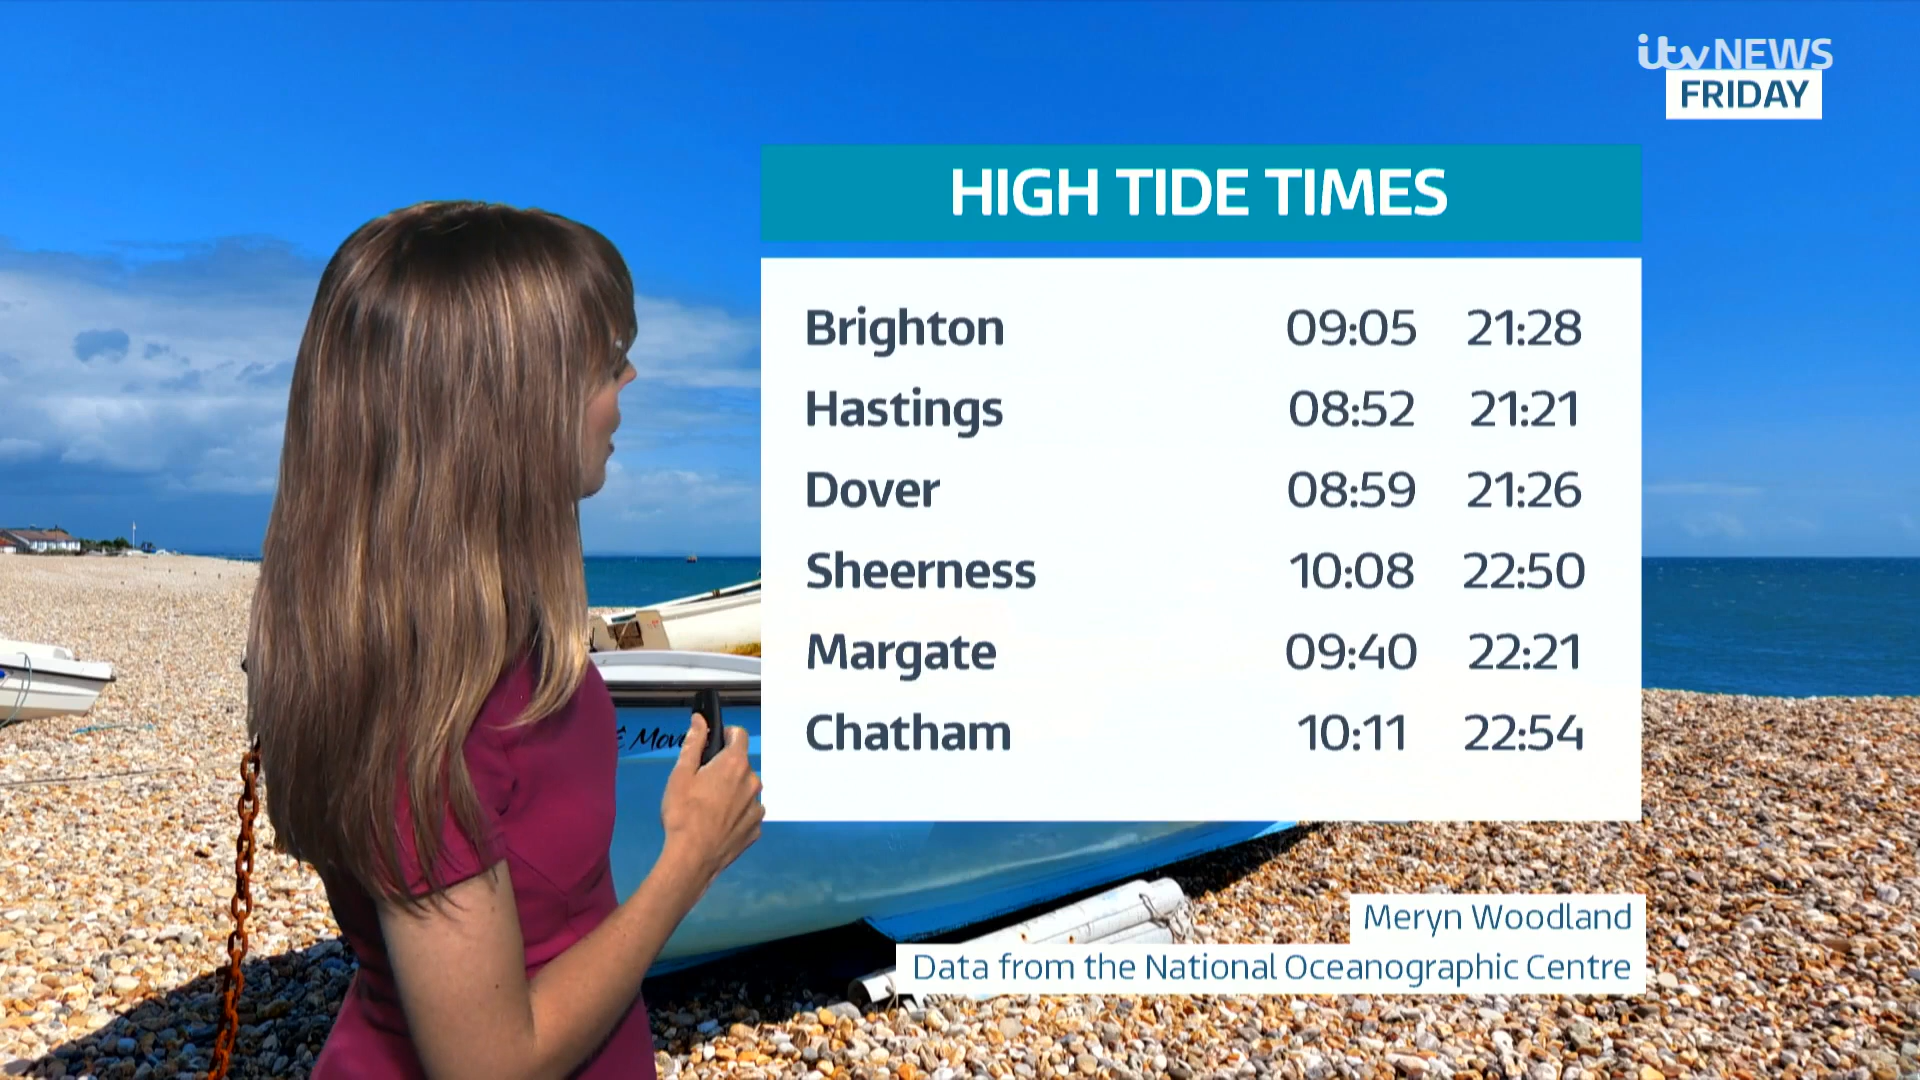 itv NEWS
FRIDAY
HIGH TIDE TIMES
Brighton 09:05 21:28
Hastings 08:52 21:21
Dover 08:59 21:26
Sheerness 10:08 22:50
Margate 09:40 22:21
Chatham 10:11 22:54
Move
Meryn Woodland
Data from the National Oceanographic Centre